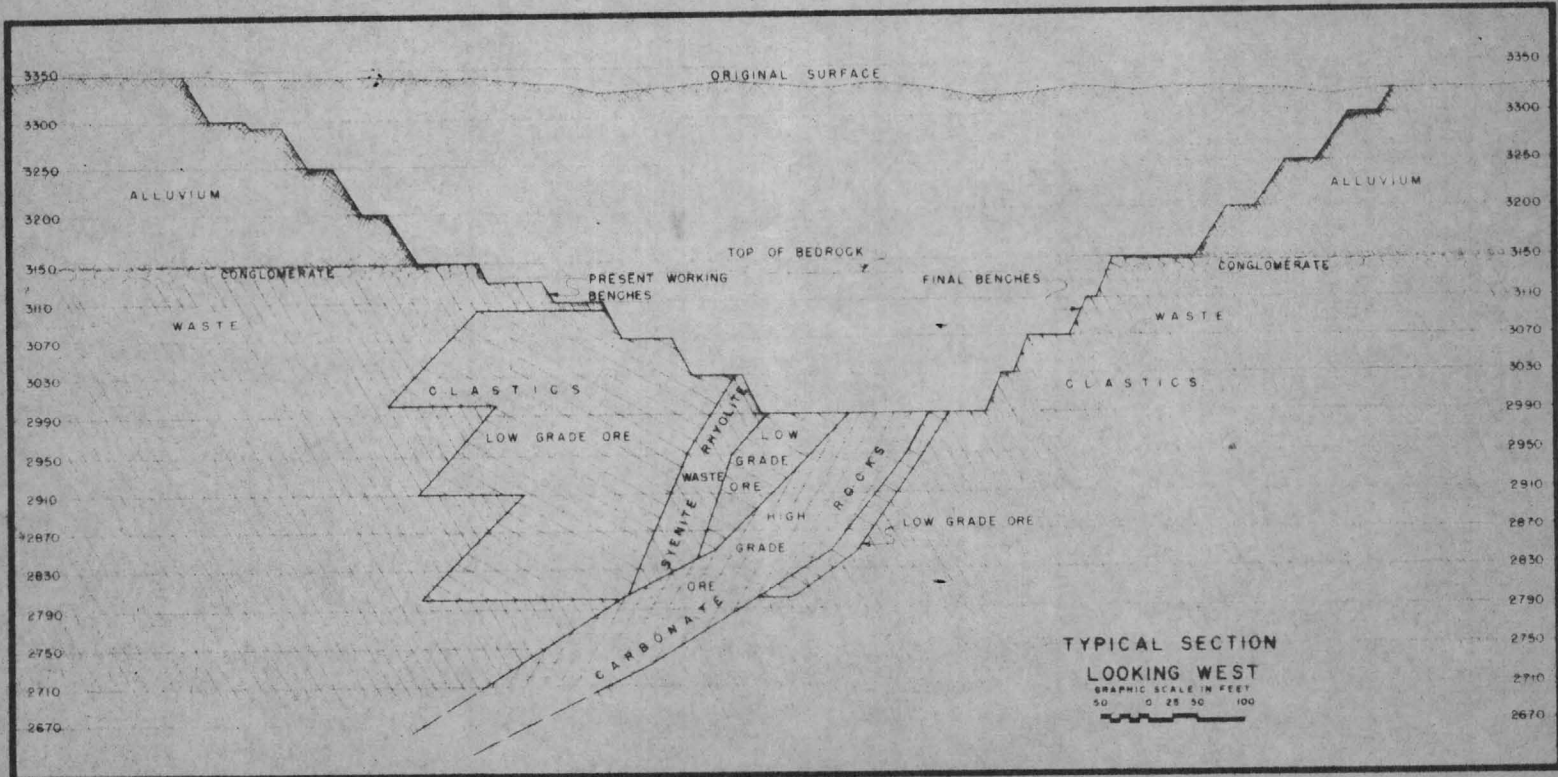 ORIGINAL SURFACE
3350
3300
3250
3200
3150
3110
3070
3030
2990
2950
2910
2870
2830
2790
2750
2710
2670
ALLUVIUM
CONGLOMERATE
WASTE
CLASTICS
LOW GRADE ORE
PRESENT WORKING
BENCHES
TOP OF BEDROCK
FINAL BENCHES
SYENITE RHYOLITE
WASTE
LOW
GRADE
ORE
HIGH
GRADE
ORE
CARBONATE ROCKS
LOW GRADE ORE
ALLUVIUM
CONGLOMERATE
WASTE
CLASTICS
3350
3300
3250
3200
3150
3110
3070
3030
2990
2950
2910
2870
2830
2790
2750
2710
2670
TYPICAL SECTION
LOOKING WEST
GRAPHIC SCALE IN FEET
50 0 25 50 100